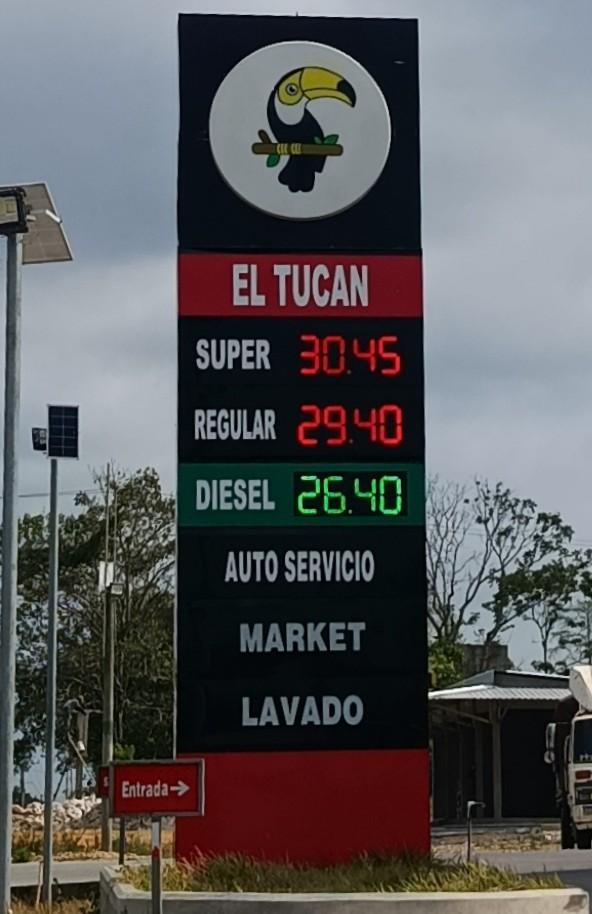 EL TUCAN
SUPER 30.45
REGULAR 29.40
DIESEL 26.40
AUTO SERVICIO
MARKET
LAVADO
Entrada